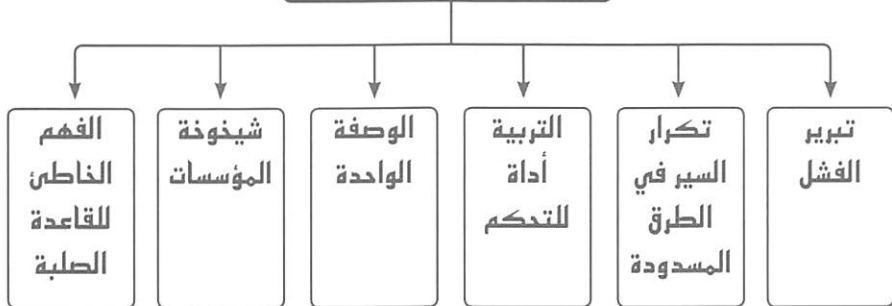 تبرير
الفشل
تكرار
السير في
الطرق
المسدودة
التربية
أداة
للتحكم
الوصفة
الواحدة
شيخوخة
المؤسسات
الفهم
الخاطئ
للقاعدة
الصلبة